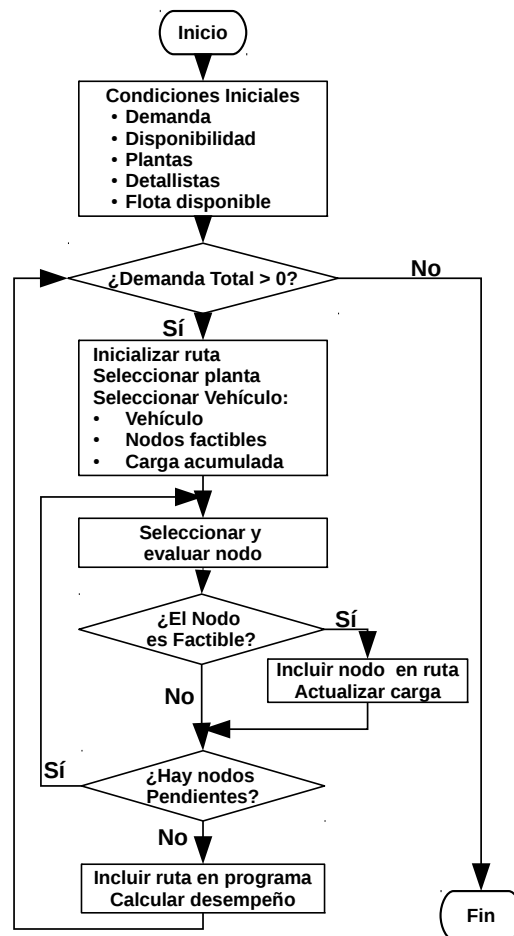 Inicio
Condiciones Iniciales
• Demanda
• Disponibilidad
• Plantas
• Detallistas
• Flota disponible
¿Demanda Total > 0?
No
Sí
Inicializar ruta
Seleccionar planta
Seleccionar Vehículo:
• Vehículo
• Nodos factibles
• Carga acumulada
Seleccionar y
evaluar nodo
¿El Nodo
es Factible?
Sí
Incluir nodo en ruta
Actualizar carga
No
¿Hay nodos
Pendientes?
Sí
No
Incluir ruta en programa
Calcular desempeño
Fin